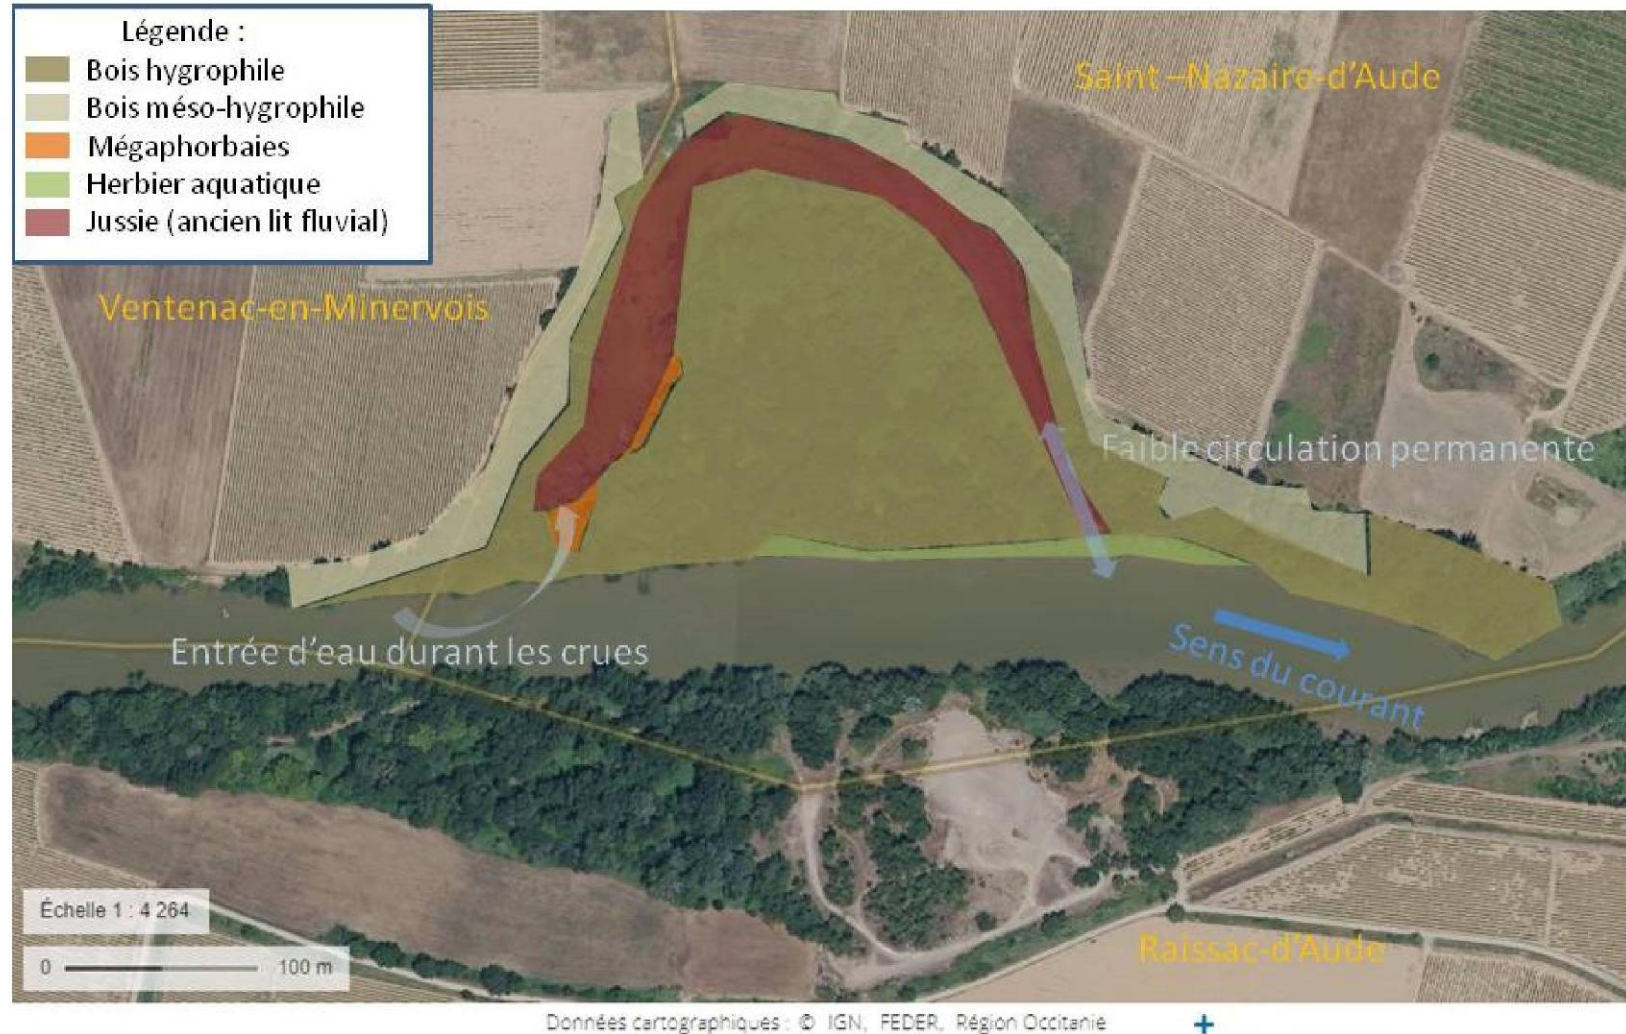 Légende :
Bois hygrophile
Bois méso-hygrophile
Mégaphorbaies
Herbier aquatique
Jussie (ancien lit fluvial)
Saint –Nazaire-d'Aude
Ventenac-en-Minervois
Faible circulation permanente
Entrée d'eau durant les crues
Sens du courant
Échelle 1 : 4 264
0 100 m
Raissac-d'Aude
Données cartographiques : © IGN, FEDER, Région Occitanie